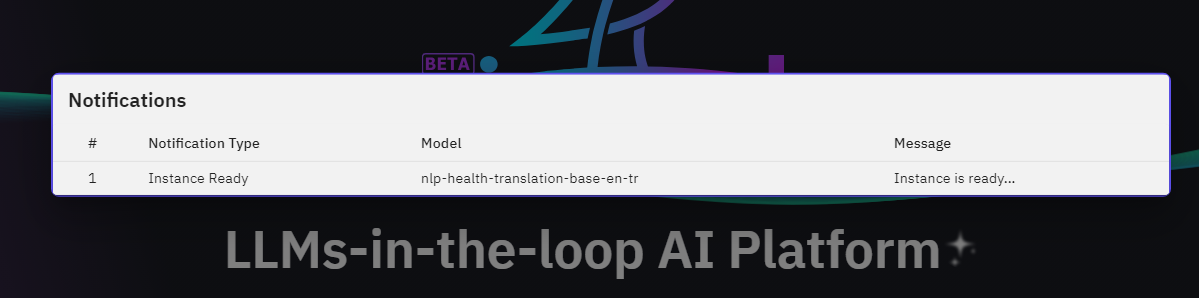 BETA
Notifications
# Notification Type Model Message
1 Instance Ready nlp-health-translation-base-en-tr Instance is ready...
LLMs-in-the-loop AI Platform